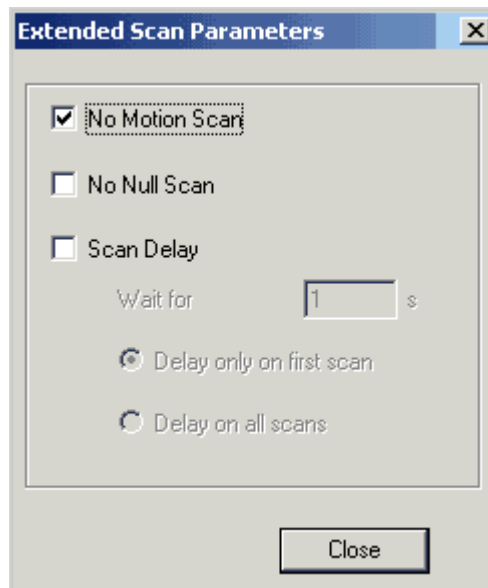 Extended Scan Parameters
No Motion Scan
No Null Scan
Scan Delay
Wait for 1 s
Delay only on first scan
Delay on all scans
Close